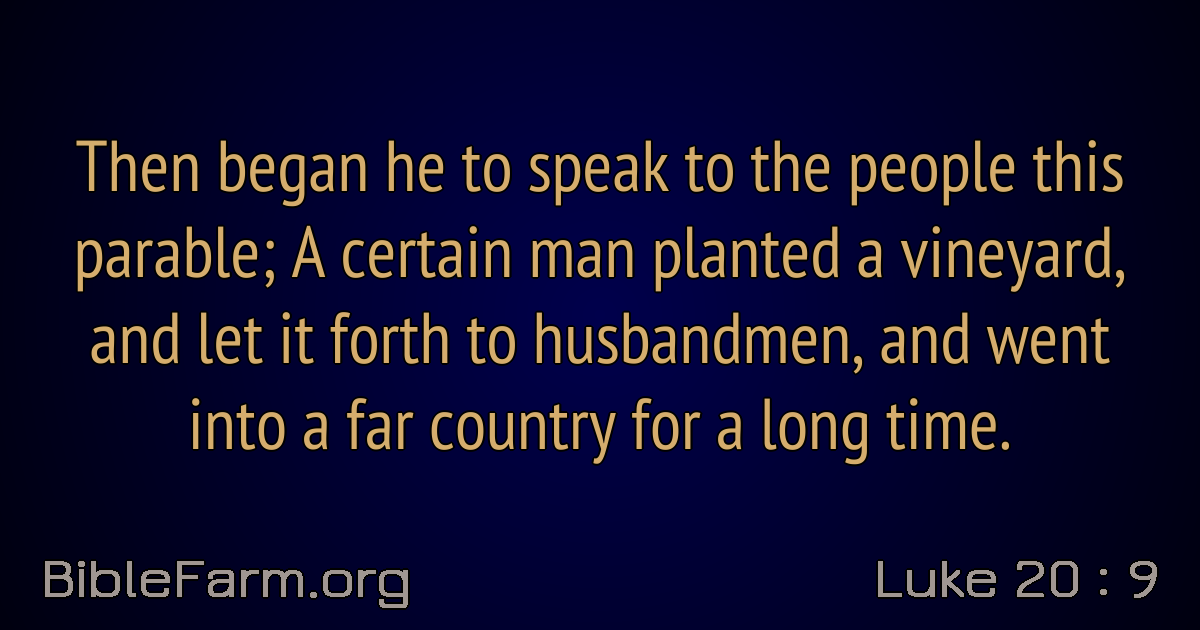 Then began he to speak to the people this
parable; A certain man planted a vineyard,
and let it forth to husbandmen, and went
into a far country for a long time.
BibleFarm.org
Luke 20 : 9